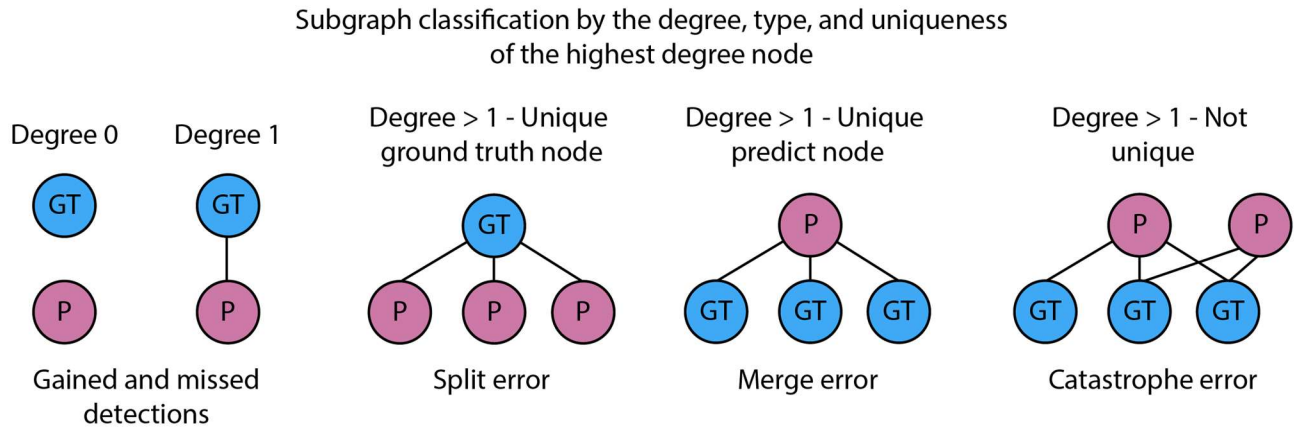 Subgraph classification by the degree, type, and uniqueness
of the highest degree node
Degree 0
GT
P
Degree 1
GT
P
Gained and missed
detections
Degree > 1 - Unique
ground truth node
GT
P P P
Split error
Degree > 1 - Unique
predict node
P
GT GT GT
Merge error
Degree > 1 - Not
unique
P P
GT GT GT
Catastrophe error